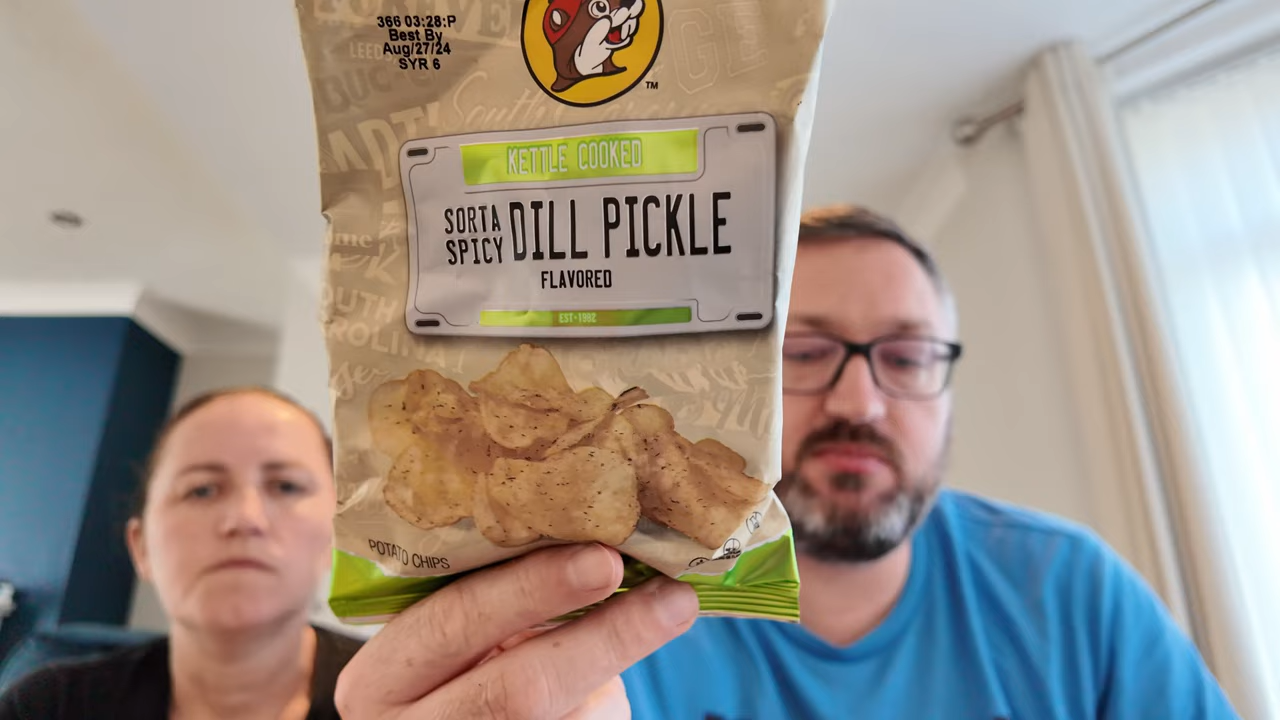 366 03:28:P
Best By
Aug/27/24
SYR 6
TM
KETTLE COOKED
SORTA
SPICY
DILL PICKLE
FLAVORED
EST·1982
POTATO CHIPS